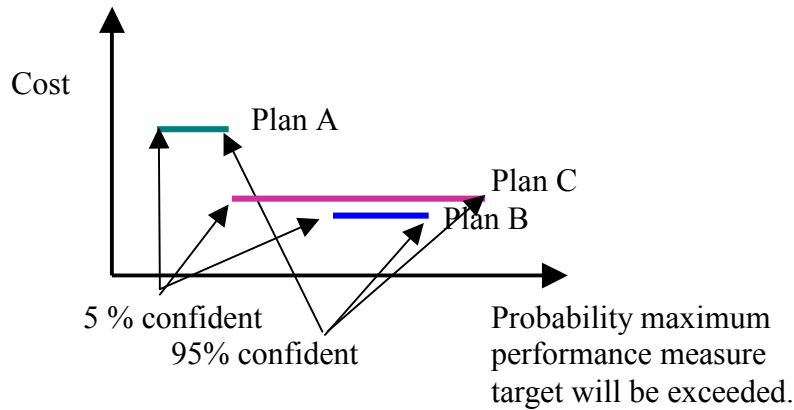 Cost
Plan A
Plan C
Plan B
5 % confident
95% confident
Probability maximum
performance measure
target will be exceeded.